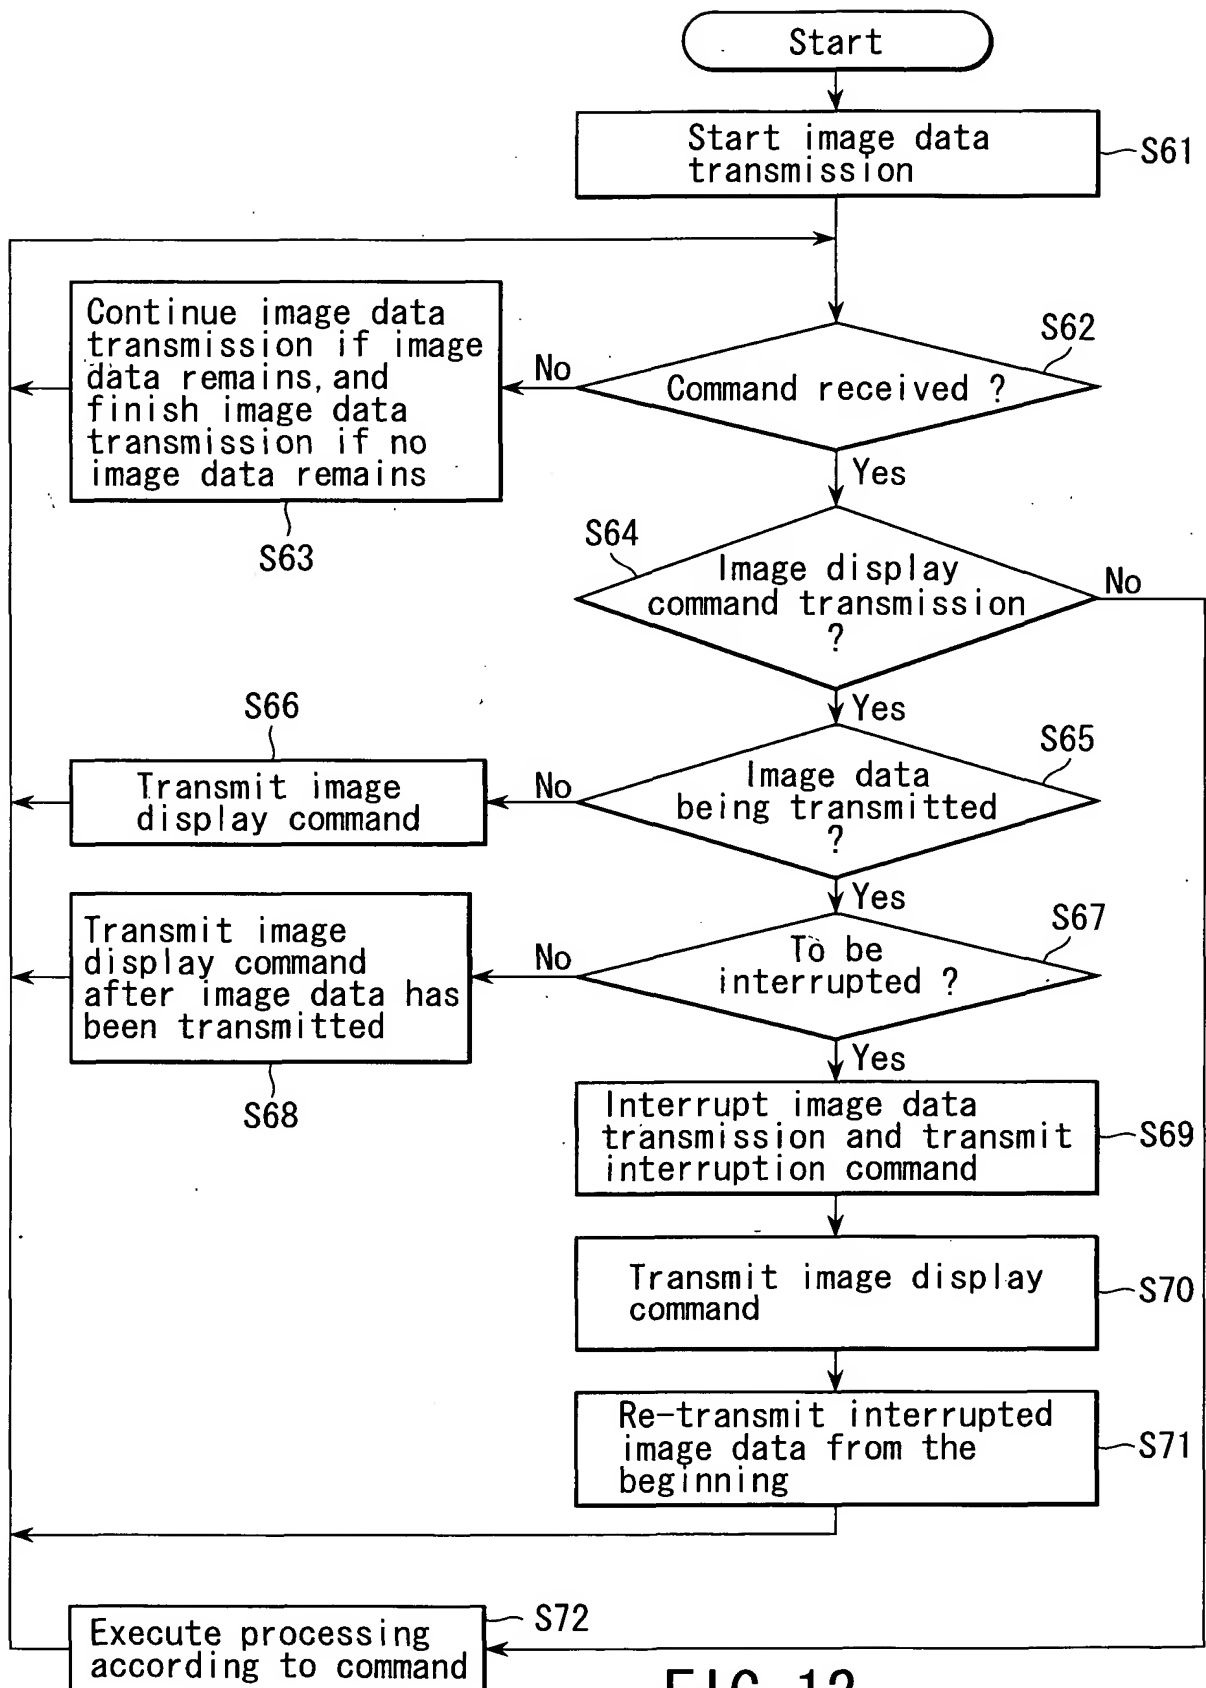 Start
Start image data
transmission
S61
Continue image data
transmission if image
data remains, and
finish image data
transmission if no
image data remains
S63
No
Command received ?
S62
Yes
S64
Image display
command transmission
?
No
Yes
S66
Transmit image
display command
No
Image data
being transmitted
?
S65
Yes
Transmit image
display command
after image data has
been transmitted
S68
No
To be
interrupted ?
S67
Yes
Interrupt image data
transmission and transmit
interruption command
S69
Transmit image display
command
S70
Re-transmit interrupted
image data from the
beginning
S71
Execute processing
according to command
S72